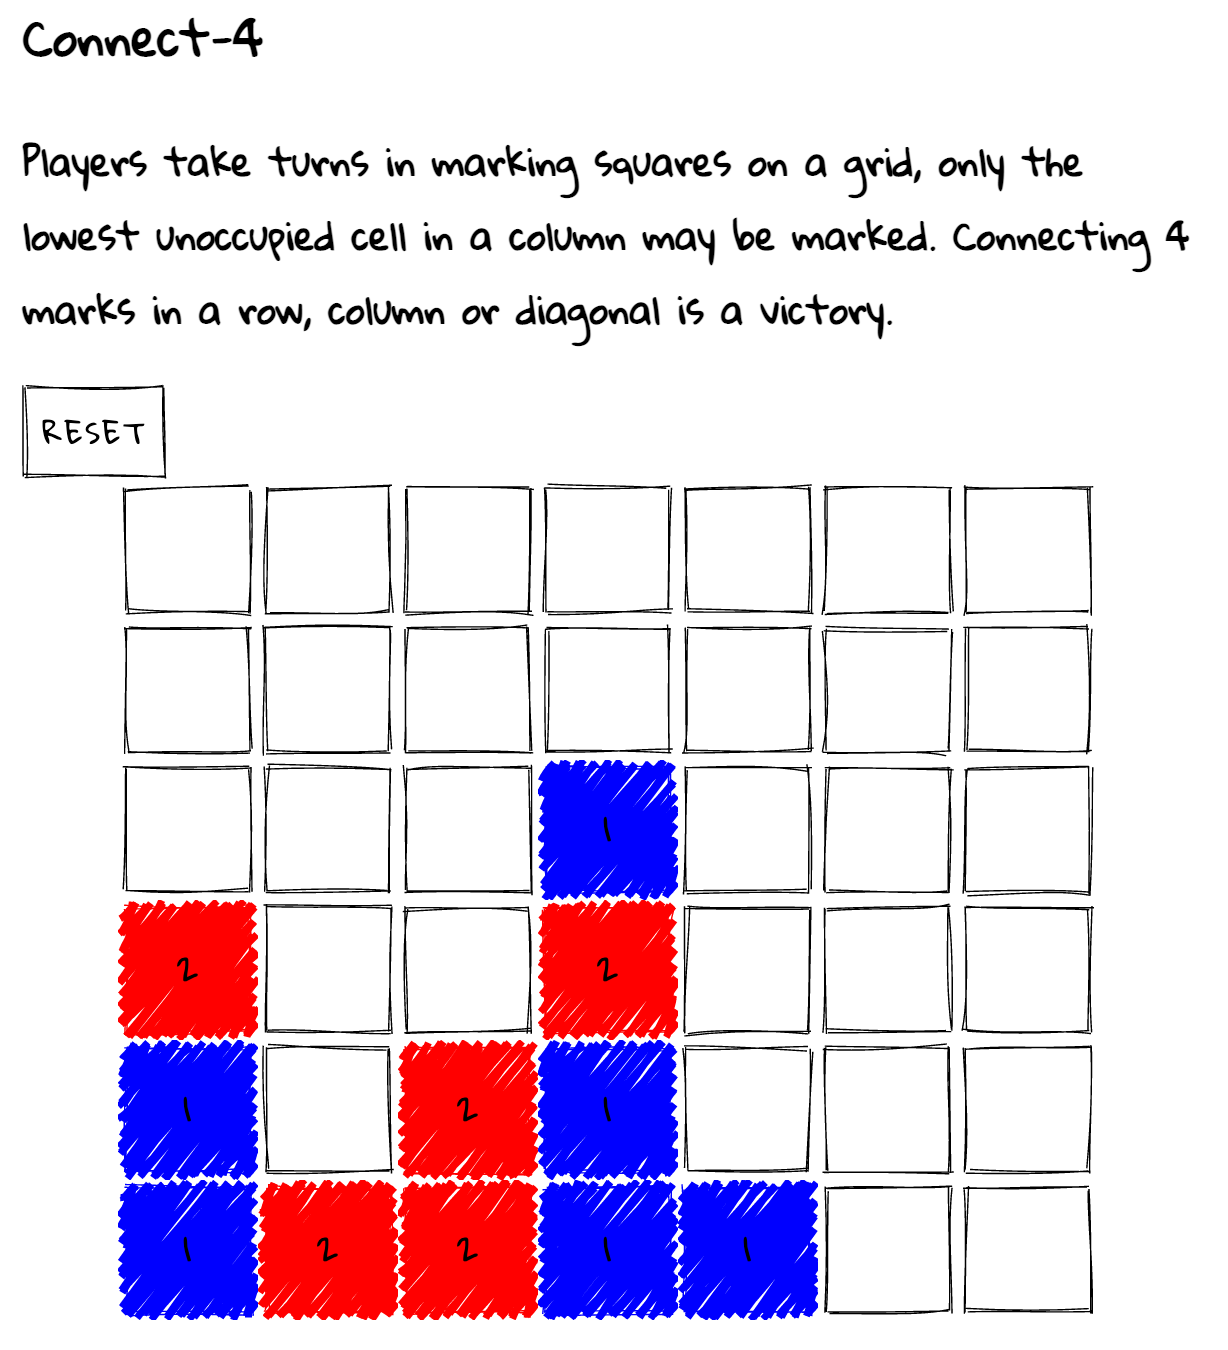 Connect-4
Players take turns in marking squares on a grid, only the
lowest unoccupied cell in a column may be marked. Connecting 4
marks in a row, column or diagonal is a victory.
RESET
1
2 2
1 2 1
1 2 2 1 1